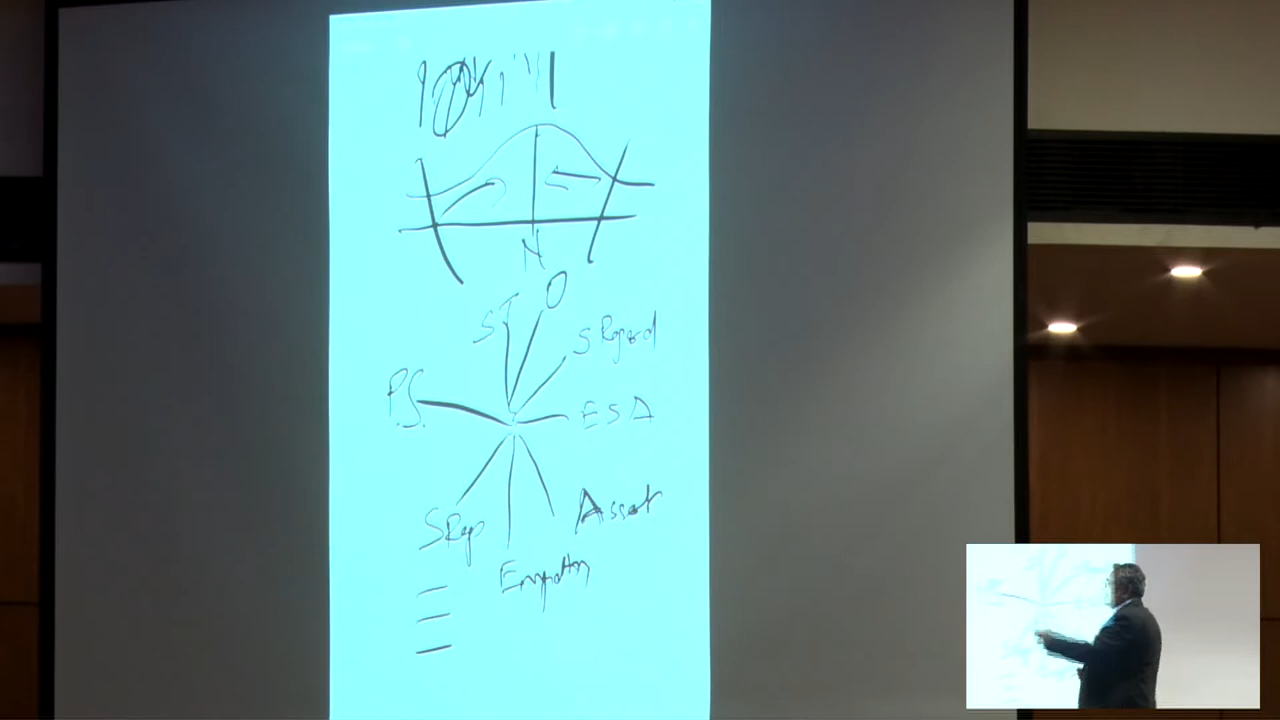 N
ST
O
S Regard
P.S.
E S A
Assert
S Rep
Empathy